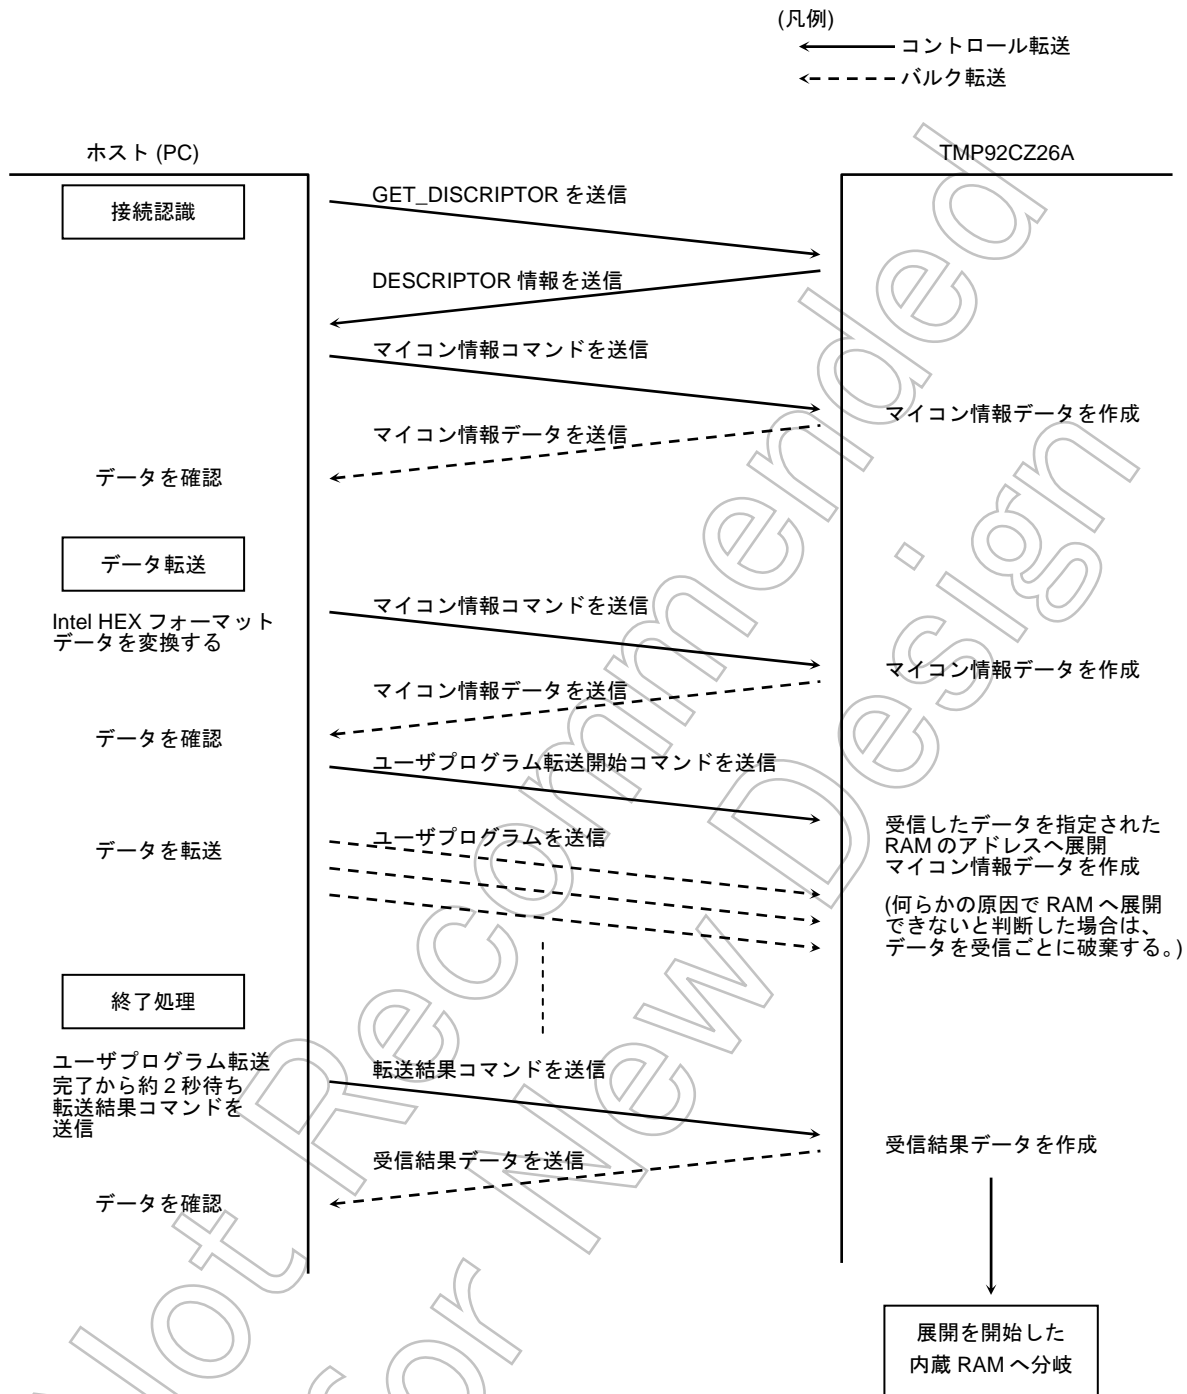 (凡例)
コントロール転送
バルク転送
ホスト (PC)
TMP92CZ26A
接続認識
GET_DISCRIPTOR を送信
DESCRIPTOR 情報を送信
マイコン情報コマンドを送信
マイコン情報データを作成
マイコン情報データを送信
データを確認
データ転送
Intel HEX フォーマット
データを変換する
マイコン情報コマンドを送信
マイコン情報データを作成
マイコン情報データを送信
データを確認
ユーザプログラム転送開始コマンドを送信
受信したデータを指定された
RAM のアドレスへ展開
マイコン情報データを作成
ユーザプログラムを送信
データを転送
(何らかの原因で RAM へ展開
できないと判断した場合は、
データを受信ごとに破棄する。)
終了処理
ユーザプログラム転送
完了から約 2 秒待ち
転送結果コマンドを
送信
転送結果コマンドを送信
受信結果データを作成
受信結果データを送信
データを確認
展開を開始した
内蔵 RAM へ分岐
Not Recommended
for New Design